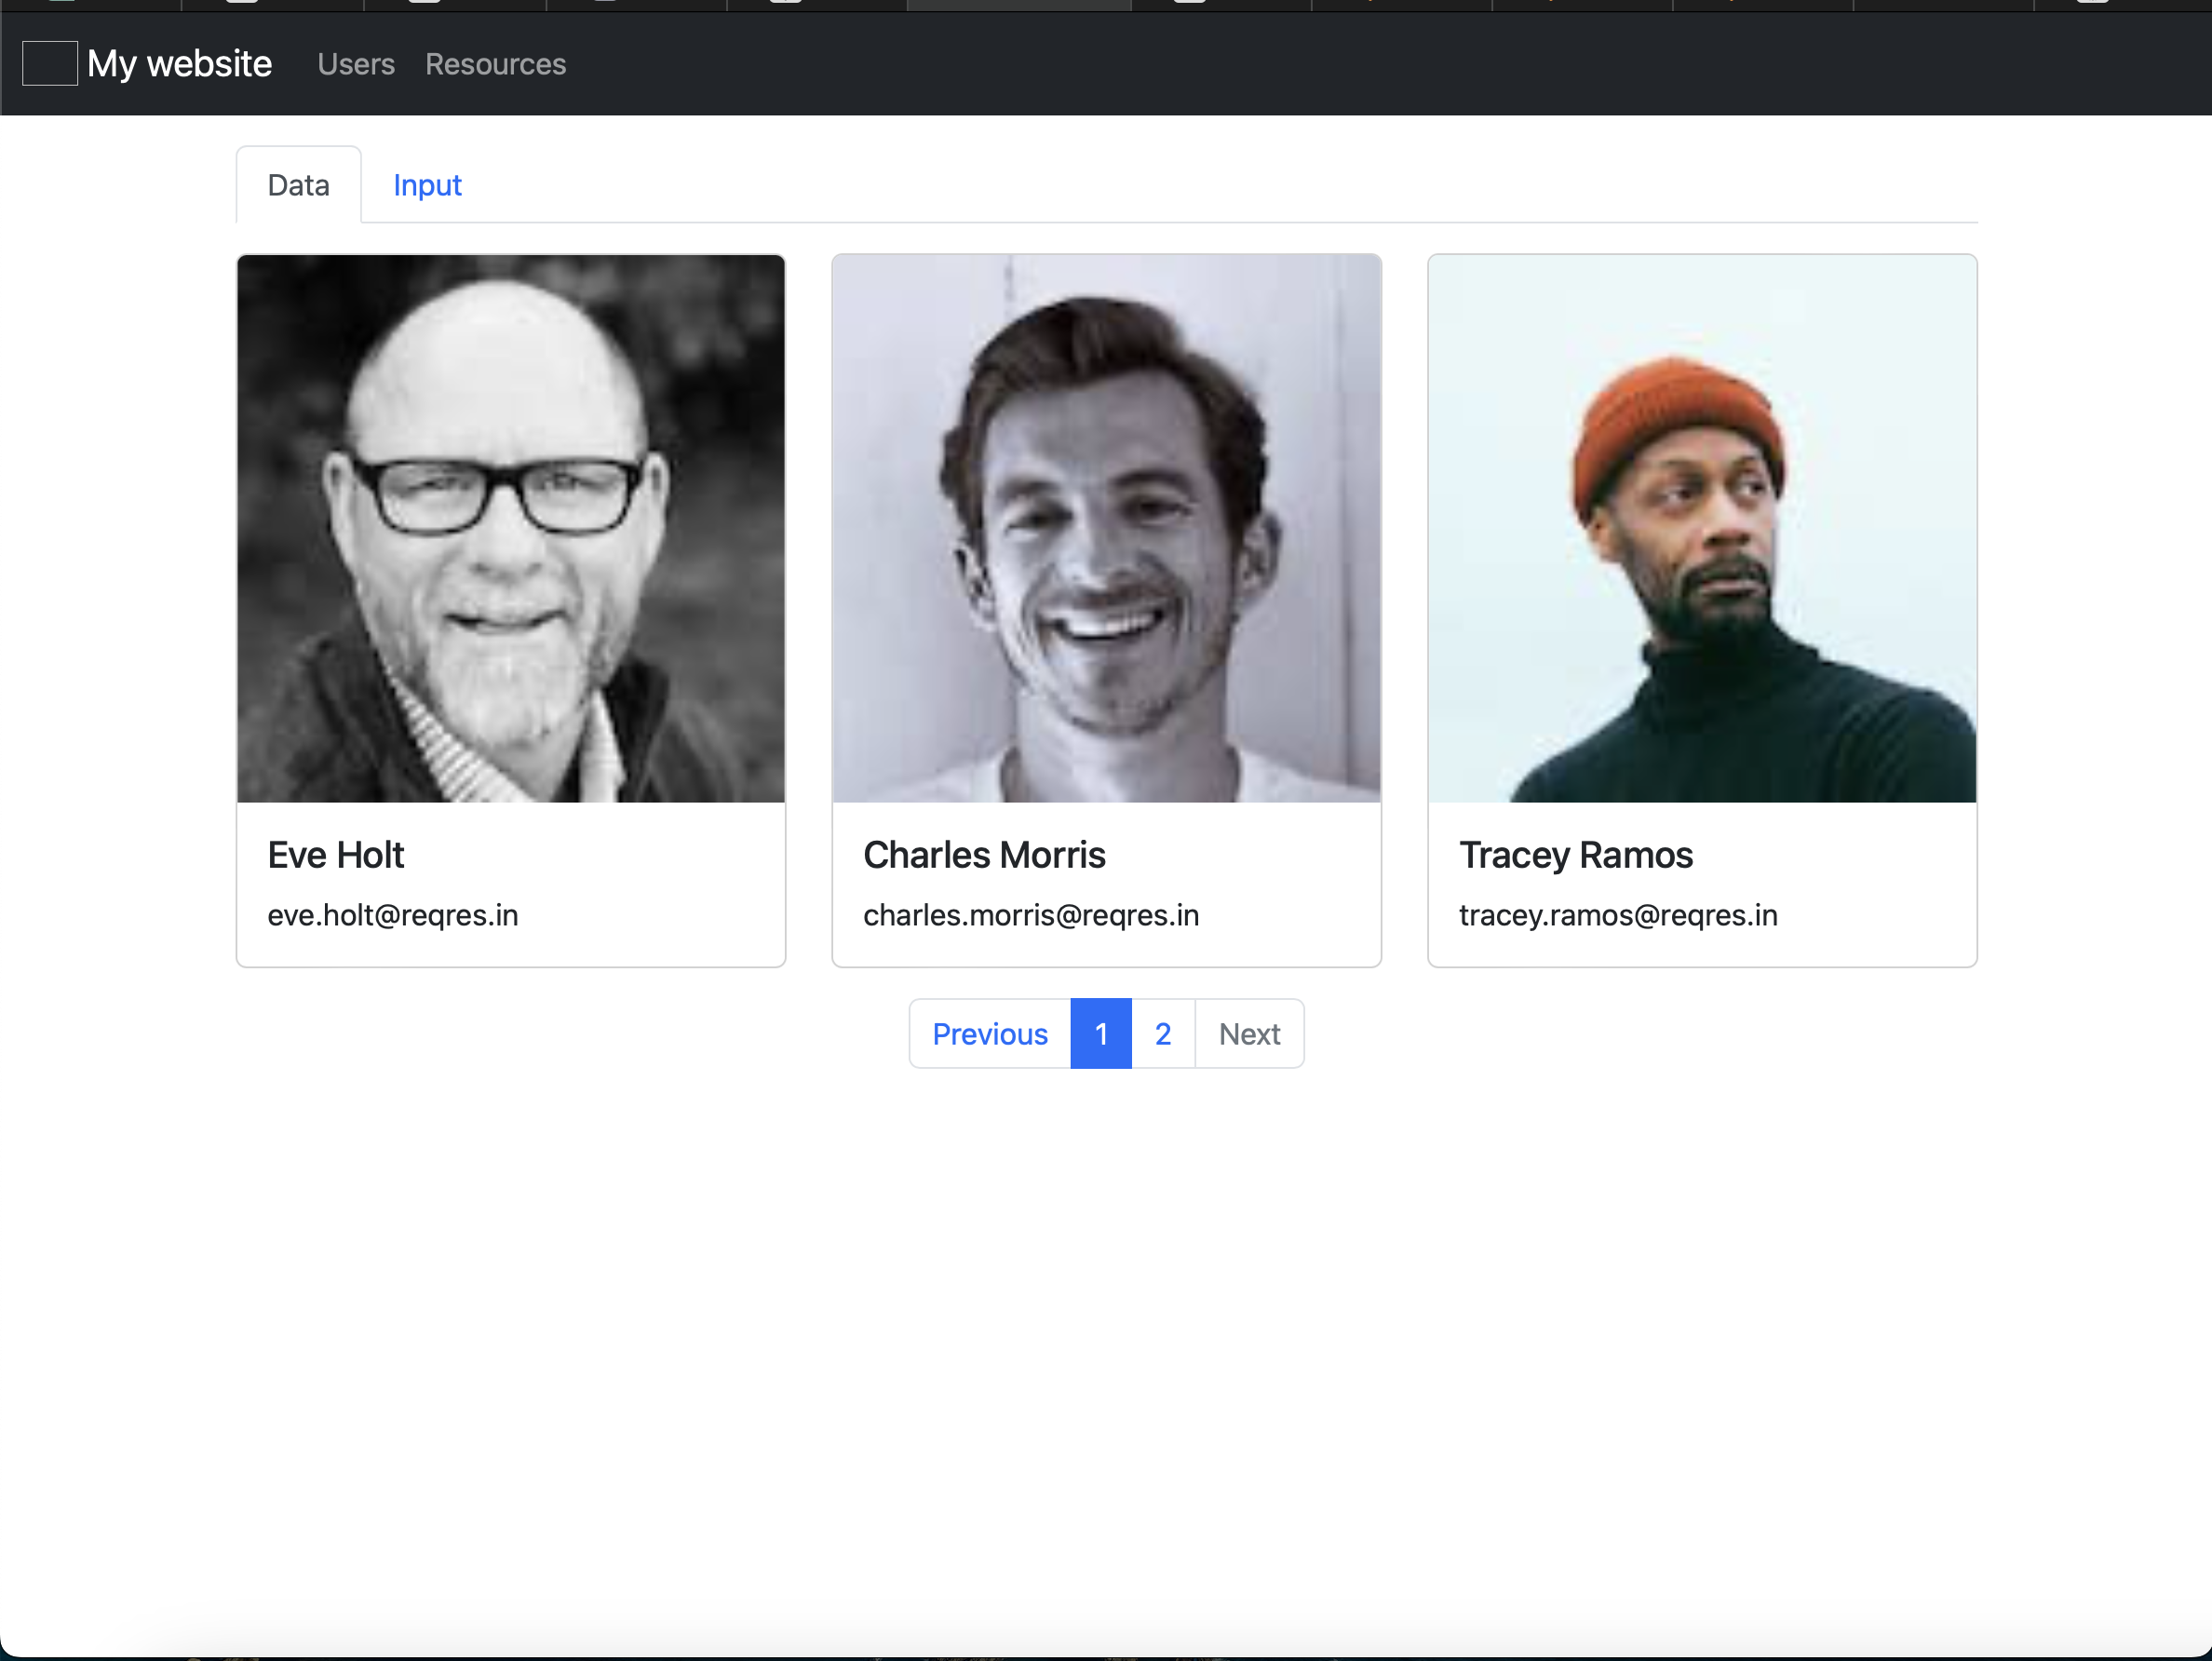 My website Users Resources
Data Input
Eve Holt
eve.holt@reqres.in
Charles Morris
charles.morris@reqres.in
Tracey Ramos
tracey.ramos@reqres.in
Previous 1 2 Next